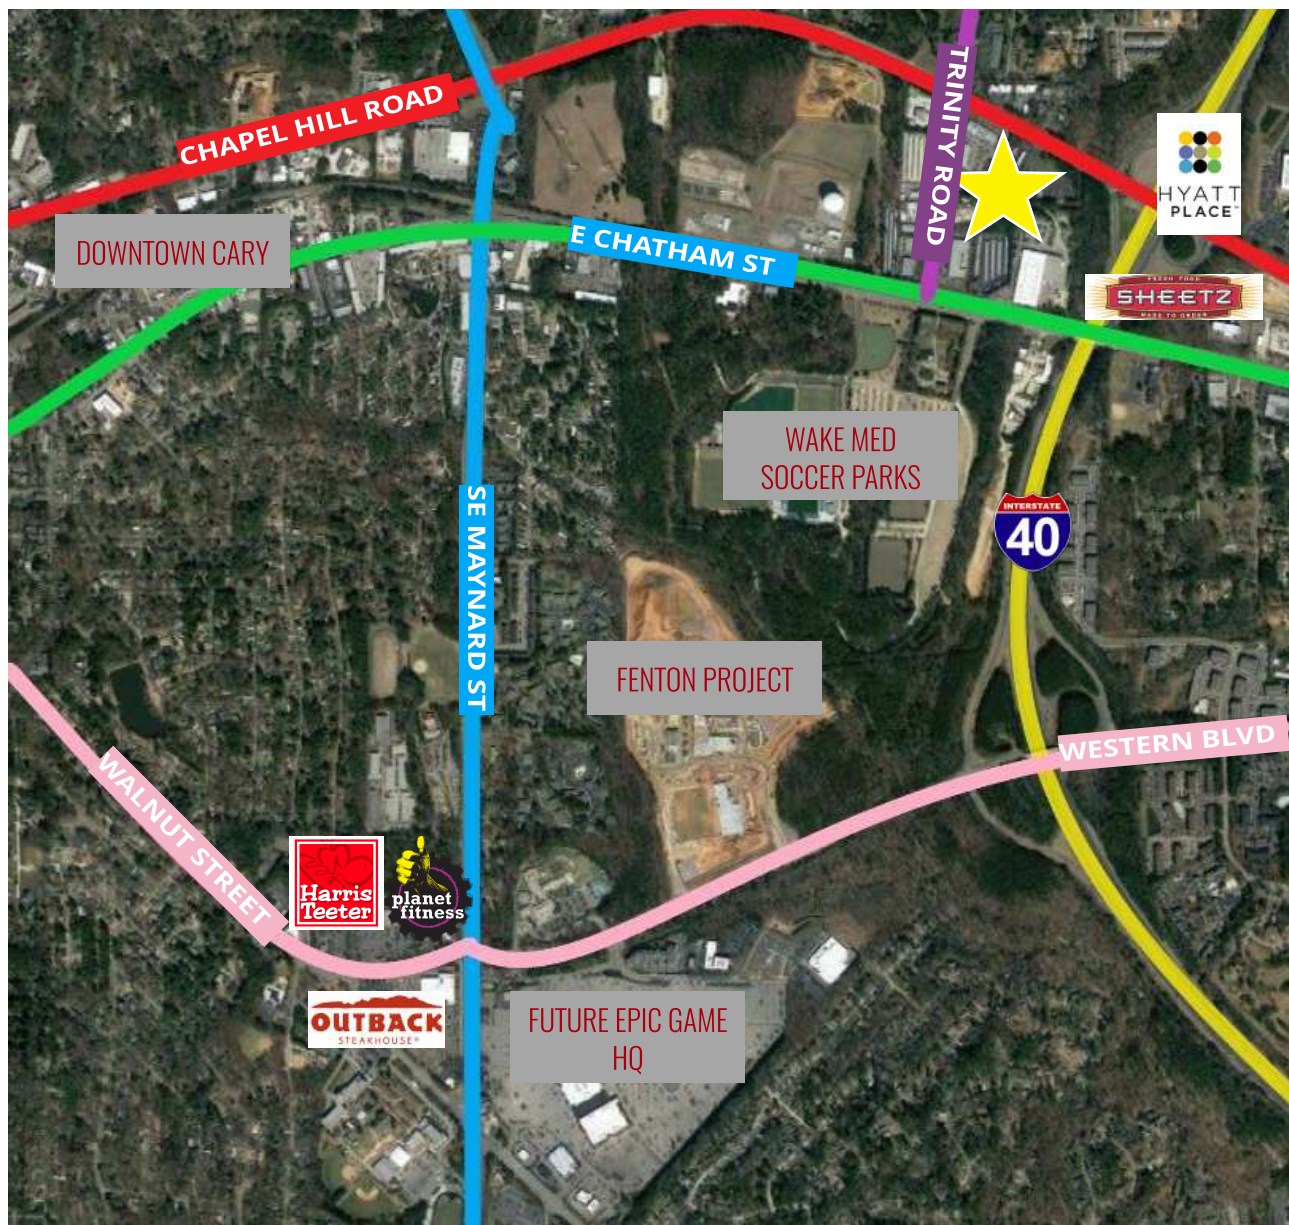 CHAPEL HILL ROAD
TRINITY ROAD
HYATT
PLACE
DOWNTOWN CARY
E CHATHAM ST
FRESH FOOD
SHEETZ
MADE TO ORDER
WAKE MED
SOCCER PARKS
INTERSTATE
40
SE MAYNARD ST
FENTON PROJECT
WESTERN BLVD
WALNUT STREET
Harris
Teeter
planet
fitness
OUTBACK
STEAKHOUSE®
FUTURE EPIC GAME
HQ